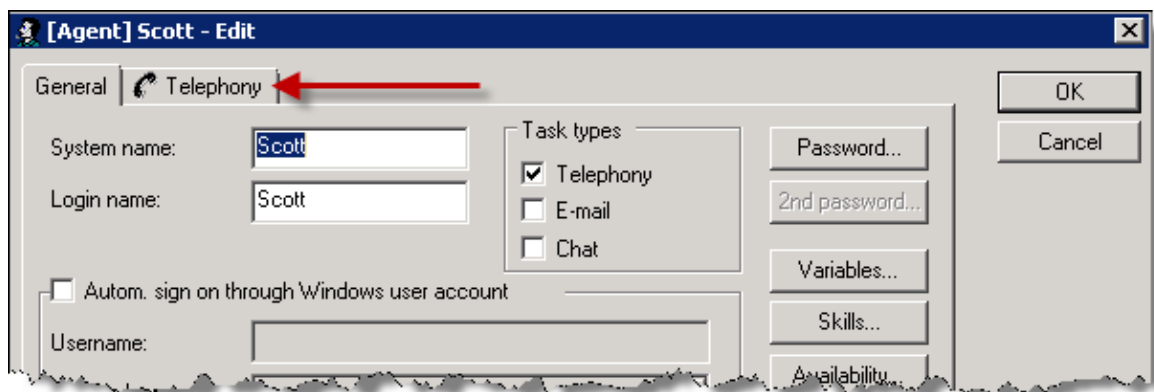 [Agent] Scott - Edit
General
Telephony
OK
Cancel
System name:
Scott
Login name:
Scott
Task types
Telephony
E-mail
Chat
Password...
2nd password...
Variables...
Skills...
Availability...
Autom. sign on through Windows user account
Username: